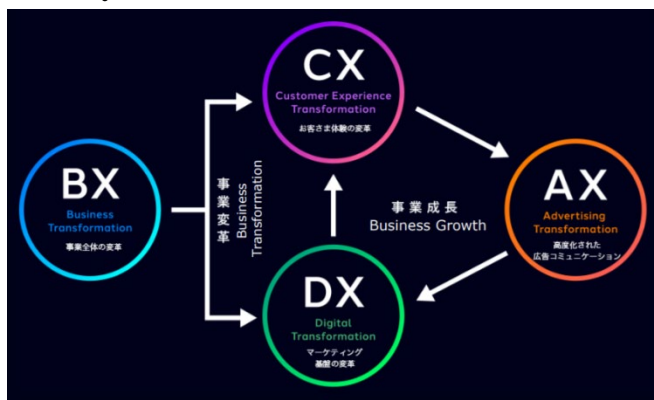 CX
Customer Experience
Transformation
お客さま体験の変革
BX
Business
Transformation
事業全体の変革
事業変革
Business
Transformation
事業成長
Business Growth
AX
Advertising
Transformation
高度化された
広告コミュニケーション
DX
Digital
Transformation
マーケティング
基盤の変革